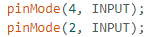 pinMode(4, INPUT);
pinMode(2, INPUT);